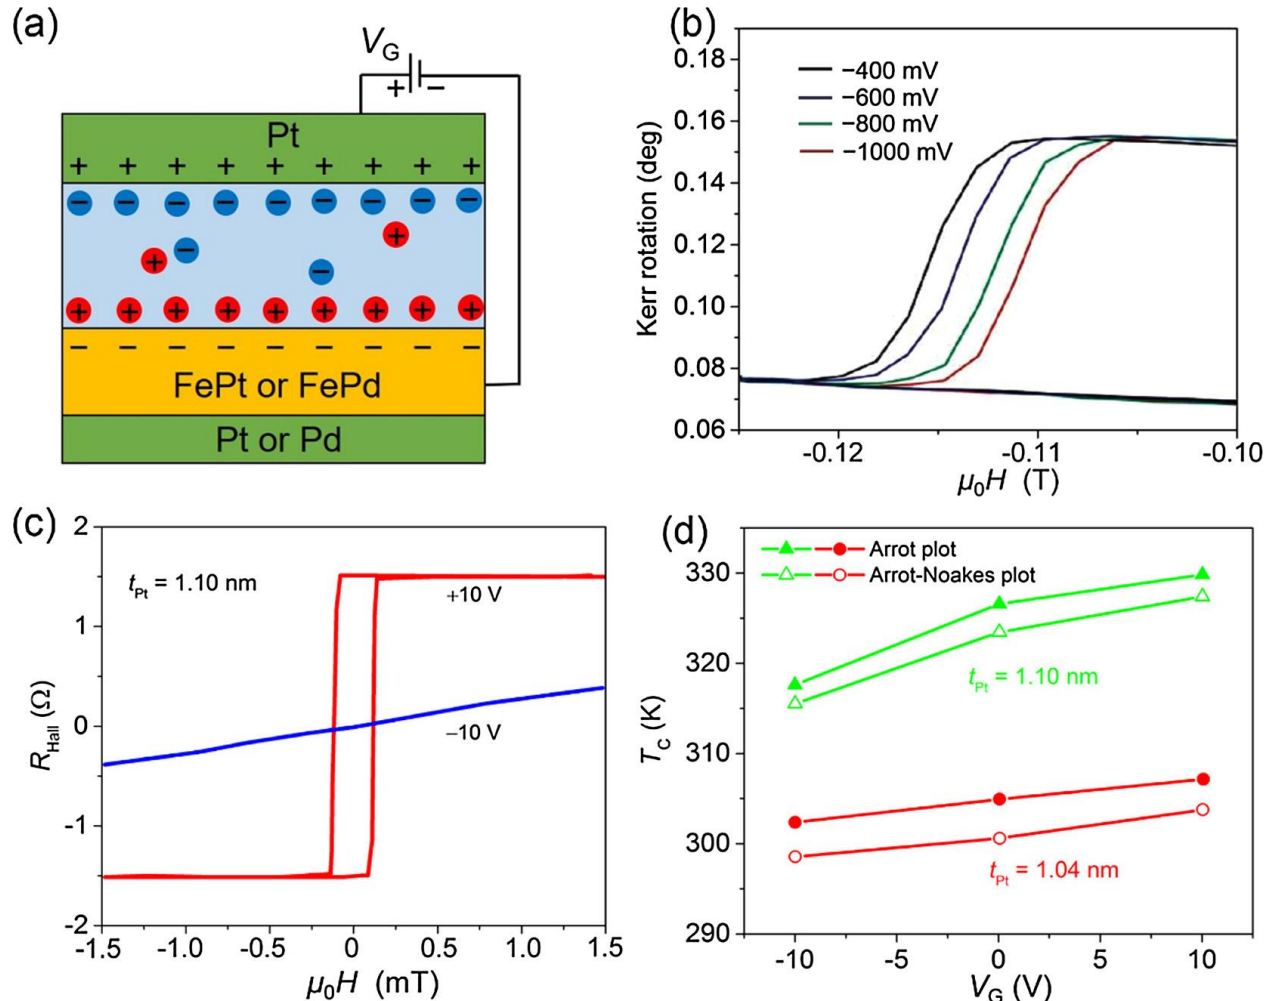 (a)
V_G
+ −
Pt
+ + + + + + + + +
− − − − − − − − −
+ − +
−
+ + + + + + + + +
− − − − − − − − −
FePt or FePd
Pt or Pd
(b)
Kerr rotation (deg)
0.18
0.16
0.14
0.12
0.10
0.08
0.06
−400 mV
−600 mV
−800 mV
−1000 mV
-0.12 -0.11 -0.10
μ₀H (T)
(c)
R_Hall (Ω)
2
1
0
-1
-2
t_Pt = 1.10 nm
+10 V
−10 V
-1.5 -1.0 -0.5 0 0.5 1.0 1.5
μ₀H (mT)
(d)
T_C (K)
330
320
310
300
290
Arrot plot
Arrot-Noakes plot
t_Pt = 1.10 nm
t_Pt = 1.04 nm
-10 -5 0 5 10
V_G (V)